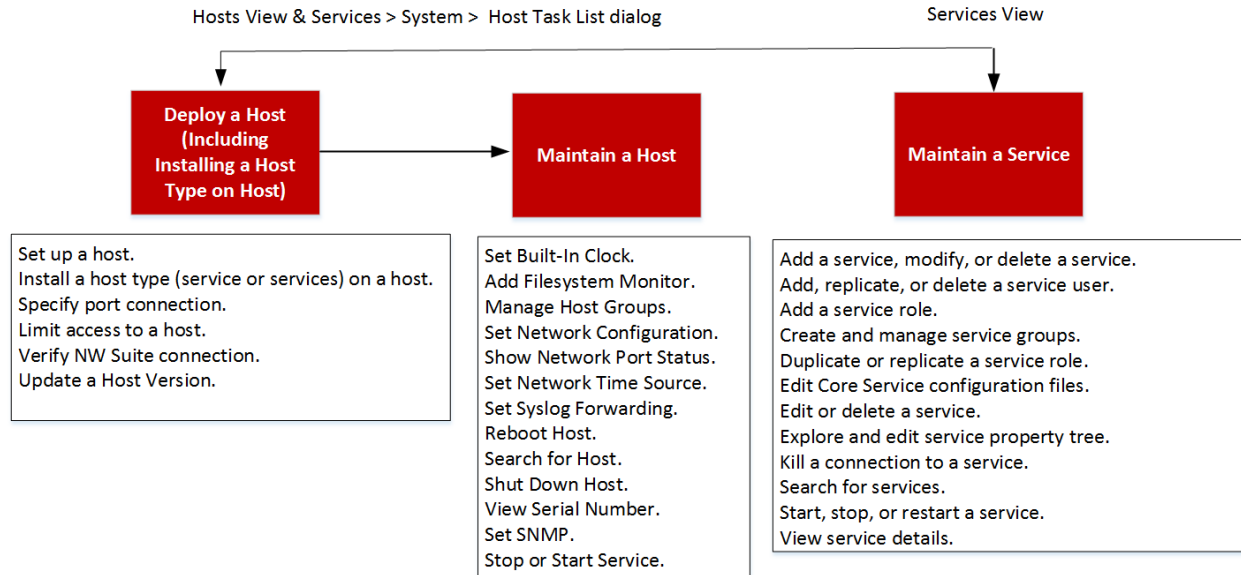 Hosts View & Services > System > Host Task List dialog
Services View
Deploy a Host
(Including
Installing a Host
Type on Host)
Maintain a Host
Maintain a Service
Set up a host.
Install a host type (service or services) on a host.
Specify port connection.
Limit access to a host.
Verify NW Suite connection.
Update a Host Version.
Set Built-In Clock.
Add Filesystem Monitor.
Manage Host Groups.
Set Network Configuration.
Show Network Port Status.
Set Network Time Source.
Set Syslog Forwarding.
Reboot Host.
Search for Host.
Shut Down Host.
View Serial Number.
Set SNMP.
Stop or Start Service.
Add a service, modify, or delete a service.
Add, replicate, or delete a service user.
Add a service role.
Create and manage service groups.
Duplicate or replicate a service role.
Edit Core Service configuration files.
Edit or delete a service.
Explore and edit service property tree.
Kill a connection to a service.
Search for services.
Start, stop, or restart a service.
View service details.